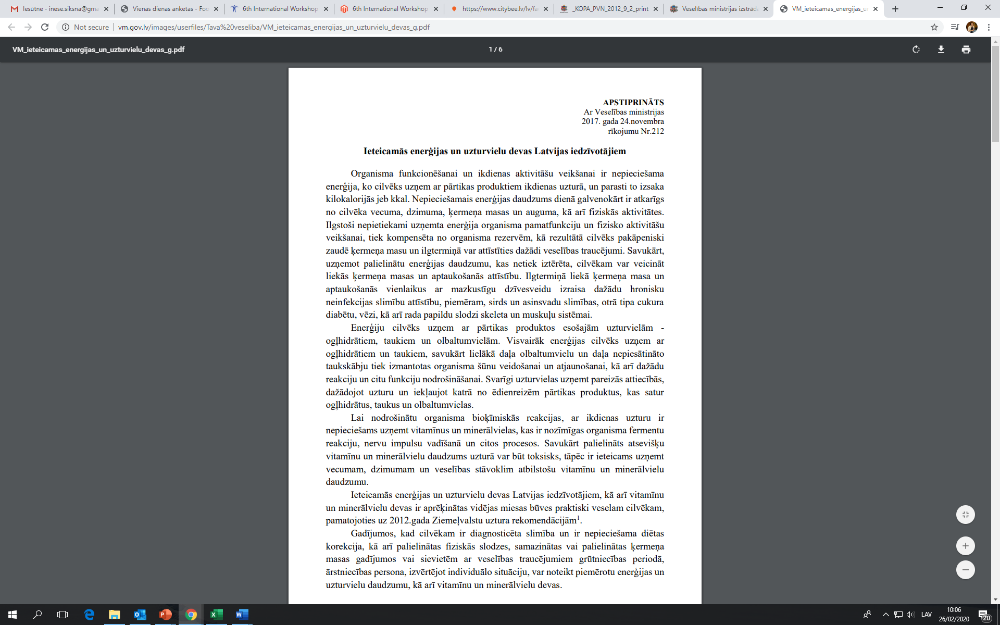 Iesūtne - inese.siksna@gma
Vienas dienas anketas - Foo
6th International Workshop
6th International Workshop
https://www.citybee.lv/lv/fa
_KOPA_PVN_2012_9_2_print
Veselības ministrijas izstrādā
VM_ieteicamas_energijas_u
Not secure | vm.gov.lv/images/userfiles/Tava%20veseliba/VM_ieteicamas_energijas_un_uzturvielu_devas_g.pdf
VM_ieteicamas_energijas_un_uzturvielu_devas_g.pdf
1 / 6
APSTIPRINĀTS
Ar Veselības ministrijas
2017. gada 24.novembra
rīkojumu Nr.212
Ieteicamās enerģijas un uzturvielu devas Latvijas iedzīvotājiem
Organisma funkcionēšanai un ikdienas aktivitāšu veikšanai ir nepieciešama
enerģija, ko cilvēks uzņem ar pārtikas produktiem ikdienas uzturā, un parasti to izsaka
kilokalorijās jeb kkal. Nepieciešamais enerģijas daudzums dienā galvenokārt ir atkarīgs
no cilvēka vecuma, dzimuma, ķermeņa masas un auguma, kā arī fiziskās aktivitātes.
Ilgstoši nepietiekami uzņemta enerģija organisma pamatfunkciju un fizisko aktivitāšu
veikšanai, tiek kompensēta no organisma rezervēm, kā rezultātā cilvēks pakāpeniski
zaudē ķermeņa masu un ilgtermiņā var attīstīties dažādi veselības traucējumi. Savukārt,
uzņemot palielinātu enerģijas daudzumu, kas netiek iztērēta, cilvēkam var veicināt
liekās ķermeņa masas un aptaukošanās attīstību. Ilgtermiņā liekā ķermeņa masa un
aptaukošanās vienlaikus ar mazkustīgu dzīvesveidu izraisa dažādu hronisku
neinfekcijas slimību attīstību, piemēram, sirds un asinsvadu slimības, otrā tipa cukura
diabētu, vēzi, kā arī rada papildu slodzi skeleta un muskuļu sistēmai.
Enerģiju cilvēks uzņem ar pārtikas produktos esošajām uzturvielām -
ogļhidrātiem, taukiem un olbaltumvielām. Visvairāk enerģijas cilvēks uzņem ar
ogļhidrātiem un taukiem, savukārt lielākā daļa olbaltumvielu un daļa nepiesātināto
taukskābju tiek izmantotas organisma šūnu veidošanai un atjaunošanai, kā arī dažādu
reakciju un citu funkciju nodrošināšanai. Svarīgi uzturvielas uzņemt pareizās attiecībās,
dažādojot uzturu un iekļaujot katrā no ēdienreizēm pārtikas produktus, kas satur
ogļhidrātus, taukus un olbaltumvielas.
Lai nodrošinātu organisma bioķīmiskās reakcijas, ar ikdienas uzturu ir
nepieciešams uzņemt vitamīnus un minerālvielas, kas ir nozīmīgas organisma fermentu
reakciju, nervu impulsu vadīšanā un citos procesos. Savukārt palielināts atsevišķu
vitamīnu un minerālvielu daudzums uzturā var būt toksisks, tāpēc ir ieteicams uzņemt
vecumam, dzimumam un veselības stāvoklim atbilstošu vitamīnu un minerālvielu
daudzumu.
Ieteicamās enerģijas un uzturvielu devas Latvijas iedzīvotājiem, kā arī vitamīnu
un minerālvielu devas ir aprēķinātas vidējas miesas būves praktiski veselam cilvēkam,
pamatojoties uz 2012.gada Ziemeļvalstu uztura rekomendācijām¹.
Gadījumos, kad cilvēkam ir diagnosticēta slimība un ir nepieciešama diētas
korekcija, kā arī palielinātas fiziskās slodzes, samazinātas vai palielinātas ķermeņa
masas gadījumos vai sievietēm ar veselības traucējumiem grūtniecības periodā,
ārstniecības persona, izvērtējot individuālo situāciju, var noteikt piemērotu enerģijas un
uzturvielu daudzumu, kā arī vitamīnu un minerālvielu devas.
LAV
10:06
26/02/2020
20